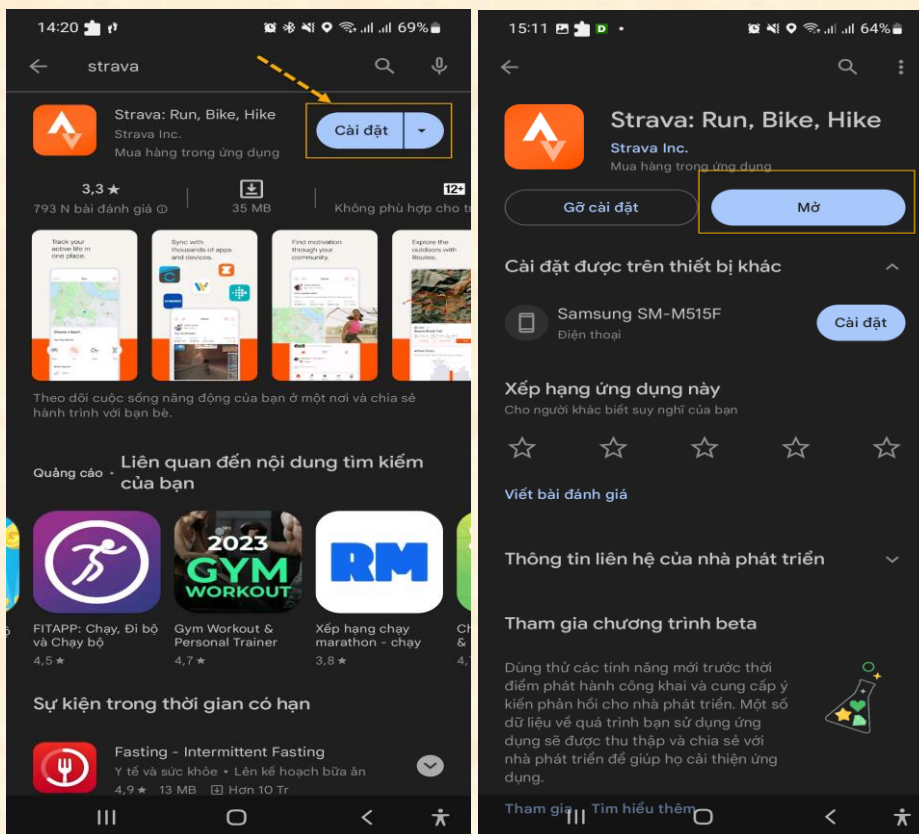 14:20
69%
strava
Strava: Run, Bike, Hike
Strava Inc.
Mua hàng trong ứng dụng
Cài đặt
3,3 ★
793 N bài đánh giá
35 MB
12+
Không phù hợp cho
Track your
active life in
one place.
Sync with
thousands of apps
and devices.
Find motivation
through your
community.
Explore the
outdoors with
Routes.
Theo dõi cuộc sống năng động của bạn ở một nơi và chia sẻ
hành trình với bạn bè.
Quảng cáo •
Liên quan đến nội dung tìm kiếm
của bạn
2023
GYM
WORKOUT
RM
FITAPP: Chạy, Đi bộ
và Chạy bộ
4,5 ★
Gym Workout &
Personal Trainer
4,7 ★
Xếp hạng chạy
marathon - chạy
3,8 ★
Sự kiện trong thời gian có hạn
Fasting - Intermittent Fasting
Y tế và sức khỏe • Lên kế hoạch bữa ăn
4,9 ★ 13 MB Hơn 10 Tr
15:11
64%
Strava: Run, Bike, Hike
Strava Inc.
Mua hàng trong ứng dụng
Gỡ cài đặt
Mở
Cài đặt được trên thiết bị khác
Samsung SM-M515F
Điện thoại
Cài đặt
Xếp hạng ứng dụng này
Cho người khác biết suy nghĩ của bạn
Viết bài đánh giá
Thông tin liên hệ của nhà phát triển
Tham gia chương trình beta
Dùng thử các tính năng mới trước thời
điểm phát hành công khai và cung cấp ý
kiến phản hồi cho nhà phát triển. Một số
dữ liệu về quá trình bạn sử dụng ứng
dụng sẽ được thu thập và chia sẻ với
nhà phát triển để giúp họ cải thiện ứng
dụng.
Tham gia Tìm hiểu thêm